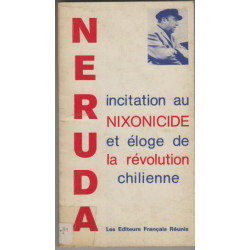 NERUDA
incitation au
NIXONICIDE
et éloge de
la révolution
chilienne
Les Editeurs Français Réunis